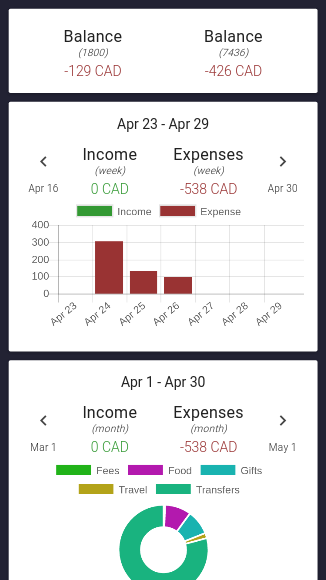 Balance Balance
(1800) (7436)
-129 CAD -426 CAD
Apr 23 - Apr 29
Income Expenses
(week) (week)
Apr 16 0 CAD -538 CAD Apr 30
Income Expense
400
300
200
100
0
Apr 23 Apr 24 Apr 25 Apr 26 Apr 27 Apr 28 Apr 29
Apr 1 - Apr 30
Income Expenses
(month) (month)
Mar 1 0 CAD -538 CAD May 1
Fees Food Gifts
Travel Transfers